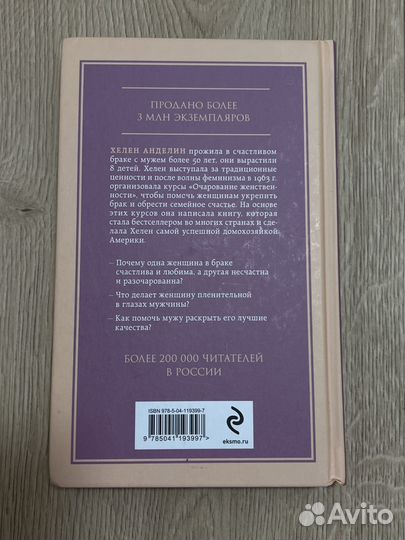 ПРОДАНО БОЛЕЕ
3 МЛН ЭКЗЕМПЛЯРОВ
ХЕЛЕН АНДЕЛИН прожила в счастливом
браке с мужем более 50 лет, они вырастили
8 детей. Хелен выступала за традиционные
ценности и после волны феминизма в 1963 г.
организовала курсы «Очарование женствен-
ности», чтобы помочь женщинам укрепить
брак и обрести семейное счастье. На основе
этих курсов она написала книгу, которая
стала бестселлером во многих странах и сде-
лала Хелен самой успешной домохозяйкой
Америки.
– Почему одна женщина в браке
счастлива и любима, а другая несчастна
и разочарованна?
– Что делает женщину пленительной
в глазах мужчины?
– Как помочь мужу раскрыть его лучшие
качества?
БОЛЕЕ 200 000 ЧИТАТЕЛЕЙ
В РОССИИ
ISBN 978-5-04-119399-7
9 785041 193997 >
eksmo.ru
Avito